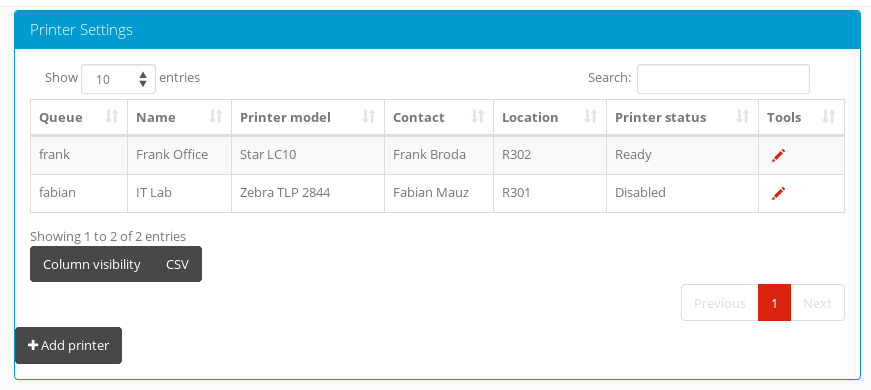 Printer Settings
Show 10 entries Search:
Queue Name Printer model Contact Location Printer status Tools
frank Frank Office Star LC10 Frank Broda R302 Ready
fabian IT Lab Zebra TLP 2844 Fabian Mauz R301 Disabled
Showing 1 to 2 of 2 entries
Column visibility CSV
Previous 1 Next
Add printer